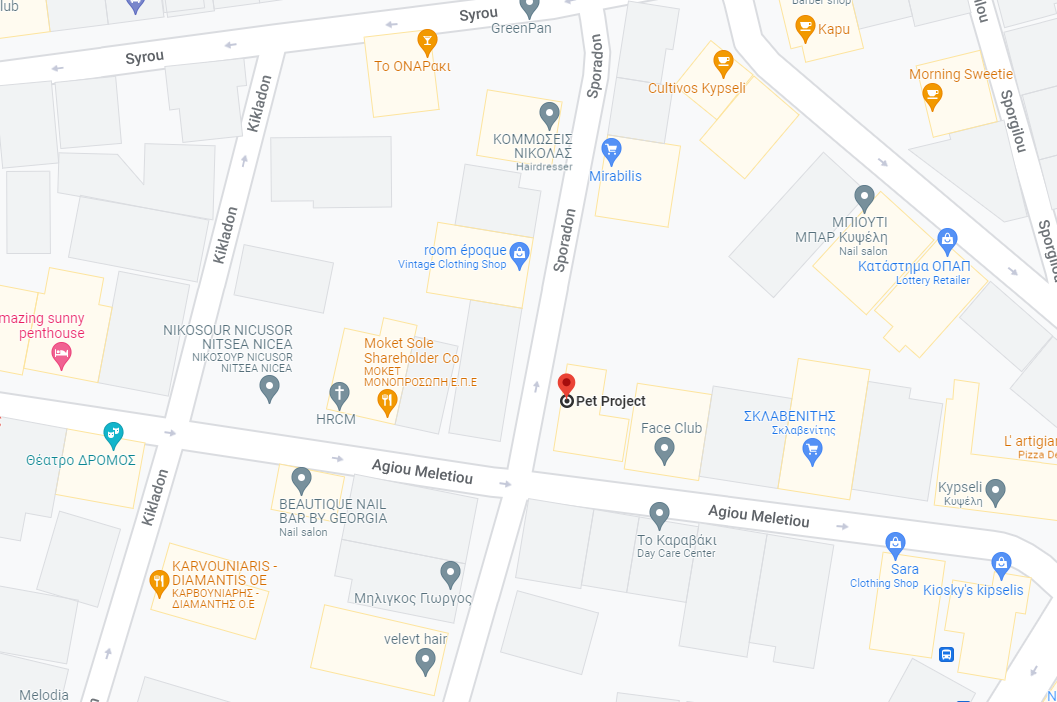 lub
Syrou
GreenPan
Barber shop
Kapu
Syrou
Το ΟΝΑΡακι
Kikladon
Sporadon
Cultivos Kypseli
Morning Sweetie
Sporgilou
ΚΟΜΜΩΣΕΙΣ
ΝΙΚΟΛΑΣ
Hairdresser
Mirabilis
Kikladon
Sporadon
ΜΠΙΟΥΤΙ
ΜΠΑΡ Κυψέλη
Nail salon
room époque
Vintage Clothing Shop
Κατάστημα ΟΠΑΠ
Lottery Retailer
mazing sunny
penthouse
NIKOSOUR NICUSOR
NITSEA NICEA
ΝΙΚΟΣΟΥΡ NICUSOR
ΝΙΤΣΕΑ NICEA
Moket Sole
Shareholder Co
ΜΟΚΕΤ
ΜΟΝΟΠΡΟΣΩΠΗ Ε.Π.Ε
HRCM
Pet Project
Face Club
ΣΚΛΑΒΕΝΙΤΗΣ
Σκλαβενίτης
L' artigia
Pizza De
Θέατρο ΔΡΟΜΟΣ
Agiou Meletiou
Kikladon
BEAUTIQUE NAIL
BAR BY GEORGIA
Nail salon
Kypseli
Κυψέλη
Agiou Meletiou
Το Καραβάκι
Day Care Center
KARVOUNIARIS -
DIAMANTIS OE
ΚΑΡΒΟΥΝΙΑΡΗΣ -
ΔΙΑΜΑΝΤΗΣ Ο.Ε
Μηλιγκος Γιωργος
Sara
Clothing Shop
Kiosky's kipselis
velevt hair
Melodia